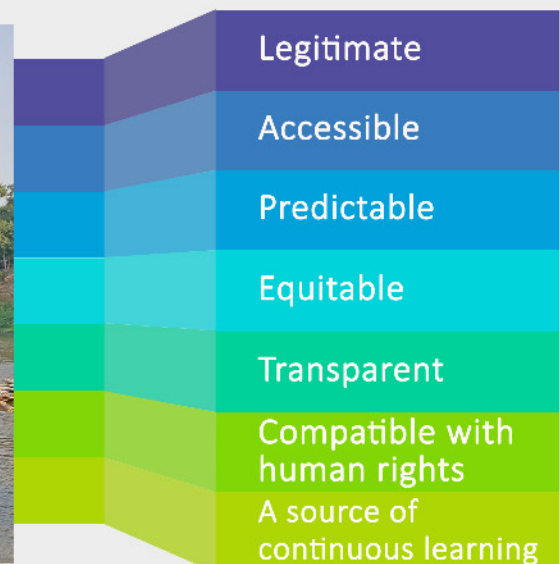 Legitimate
Accessible
Predictable
Equitable
Transparent
Compatible with
human rights
A source of
continuous learning